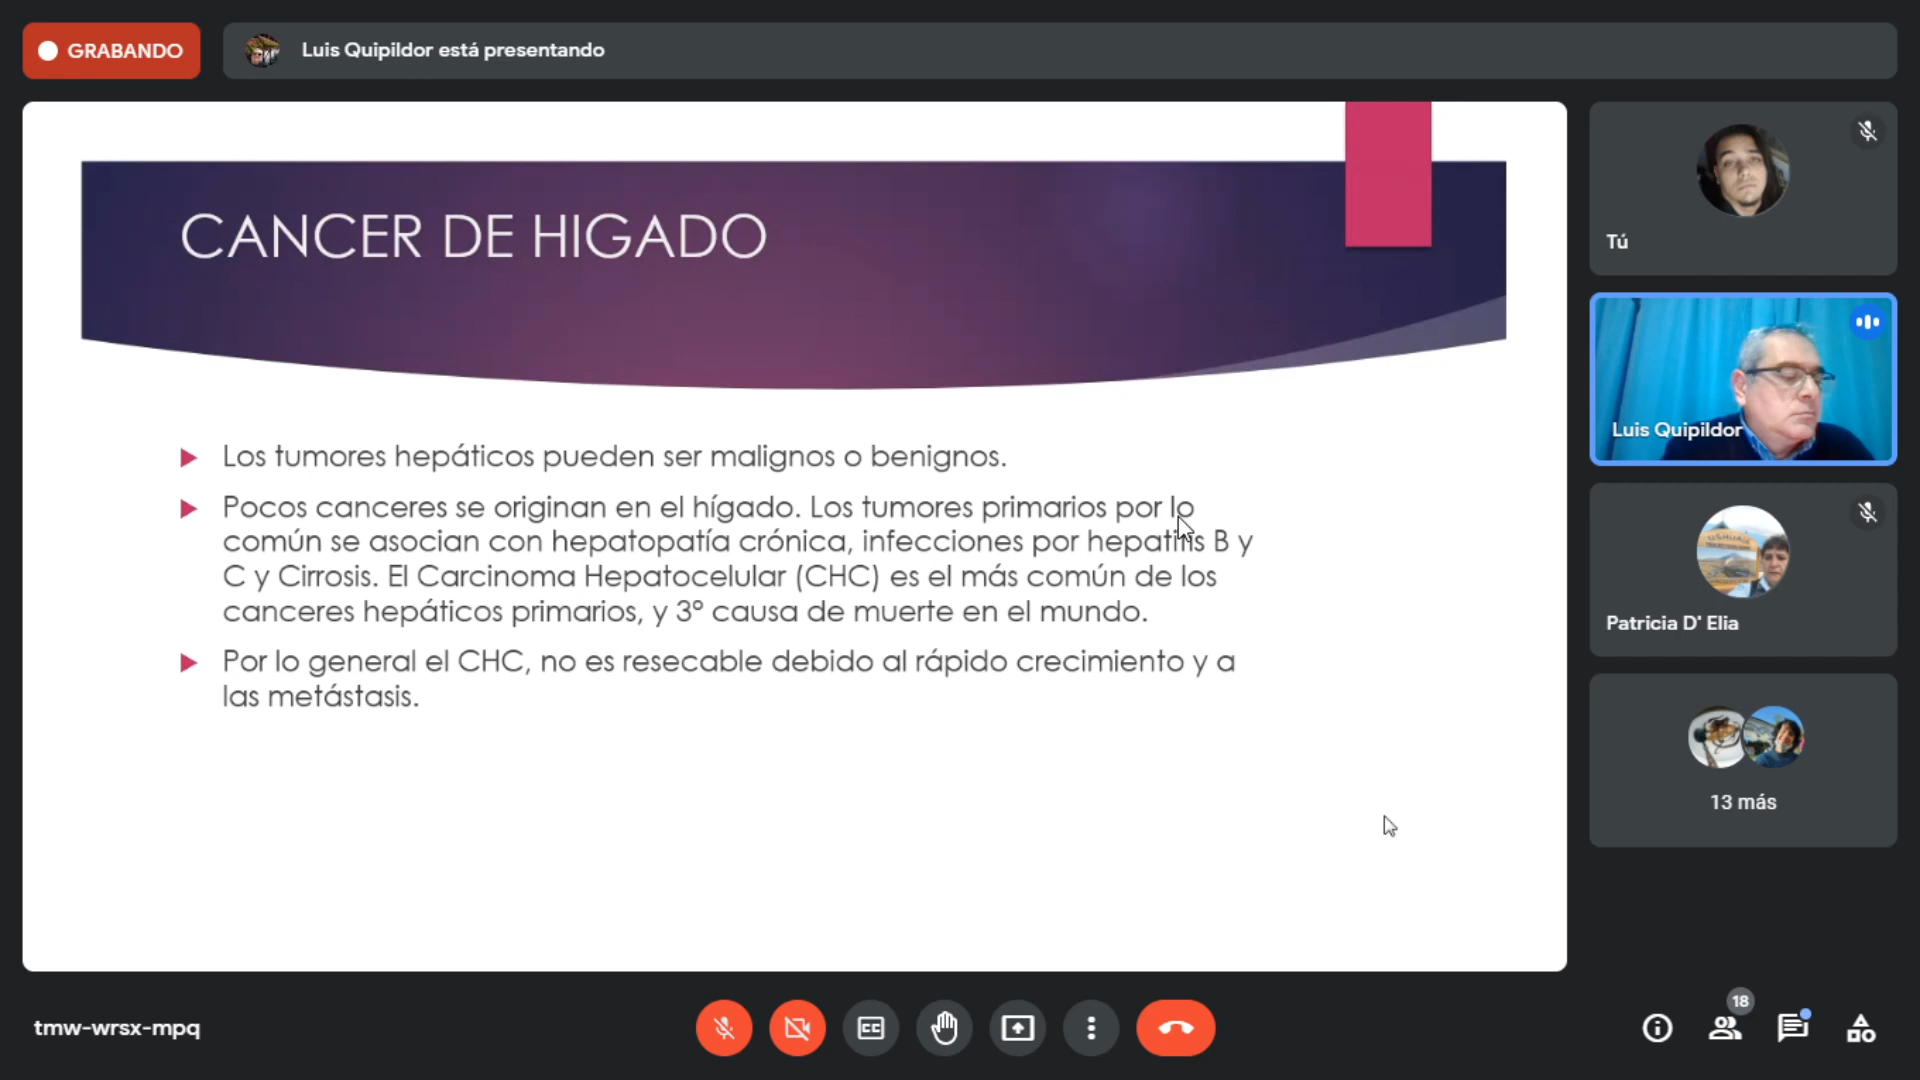 GRABANDO
Luis Quipildor está presentando
CANCER DE HIGADO
Los tumores hepáticos pueden ser malignos o benignos.
Pocos canceres se originan en el hígado. Los tumores primarios por lo
común se asocian con hepatopatía crónica, infecciones por hepatitis B y
C y Cirrosis. El Carcinoma Hepatocelular (CHC) es el más común de los
canceres hepáticos primarios, y 3º causa de muerte en el mundo.
Por lo general el CHC, no es resecable debido al rápido crecimiento y a
las metástasis.
Tú
Luis Quipildor
USHUAIA
Patricia D' Elia
13 más
tmw-wrsx-mpq
CC
18